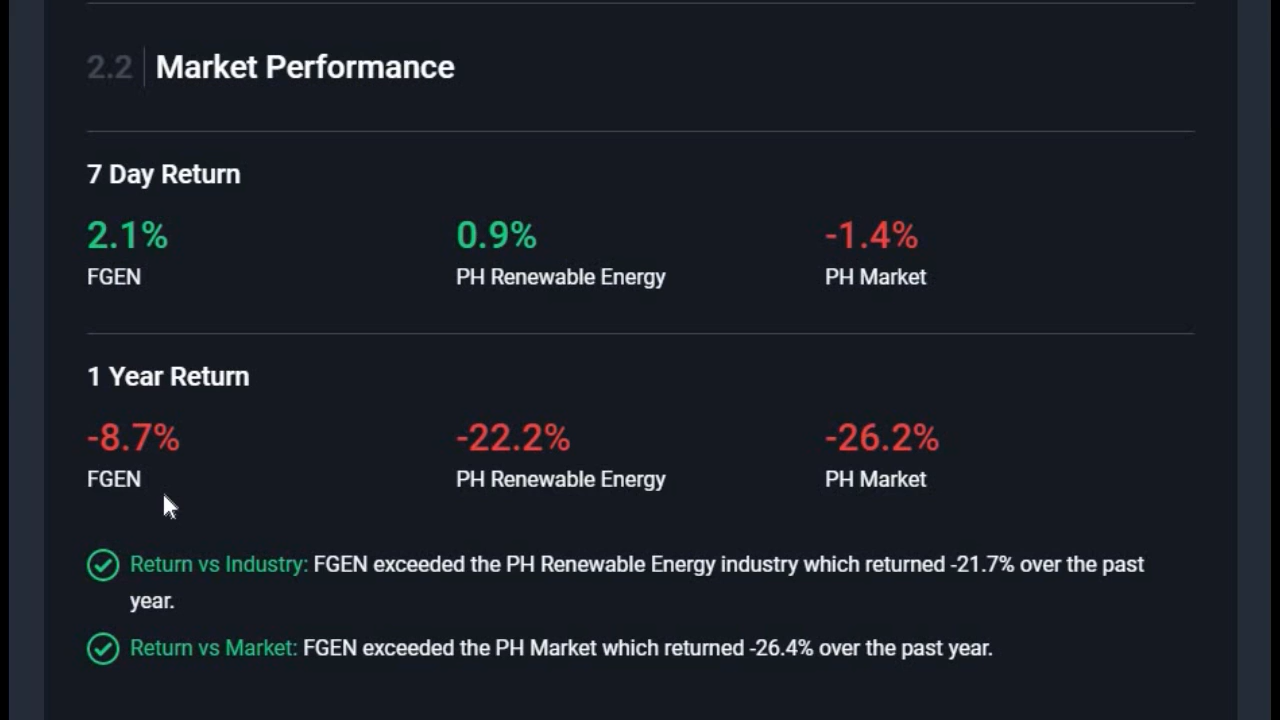 2.2 Market Performance
7 Day Return
2.1% 0.9% -1.4%
FGEN PH Renewable Energy PH Market
1 Year Return
-8.7% -22.2% -26.2%
FGEN PH Renewable Energy PH Market
Return vs Industry: FGEN exceeded the PH Renewable Energy industry which returned -21.7% over the past
year.
Return vs Market: FGEN exceeded the PH Market which returned -26.4% over the past year.